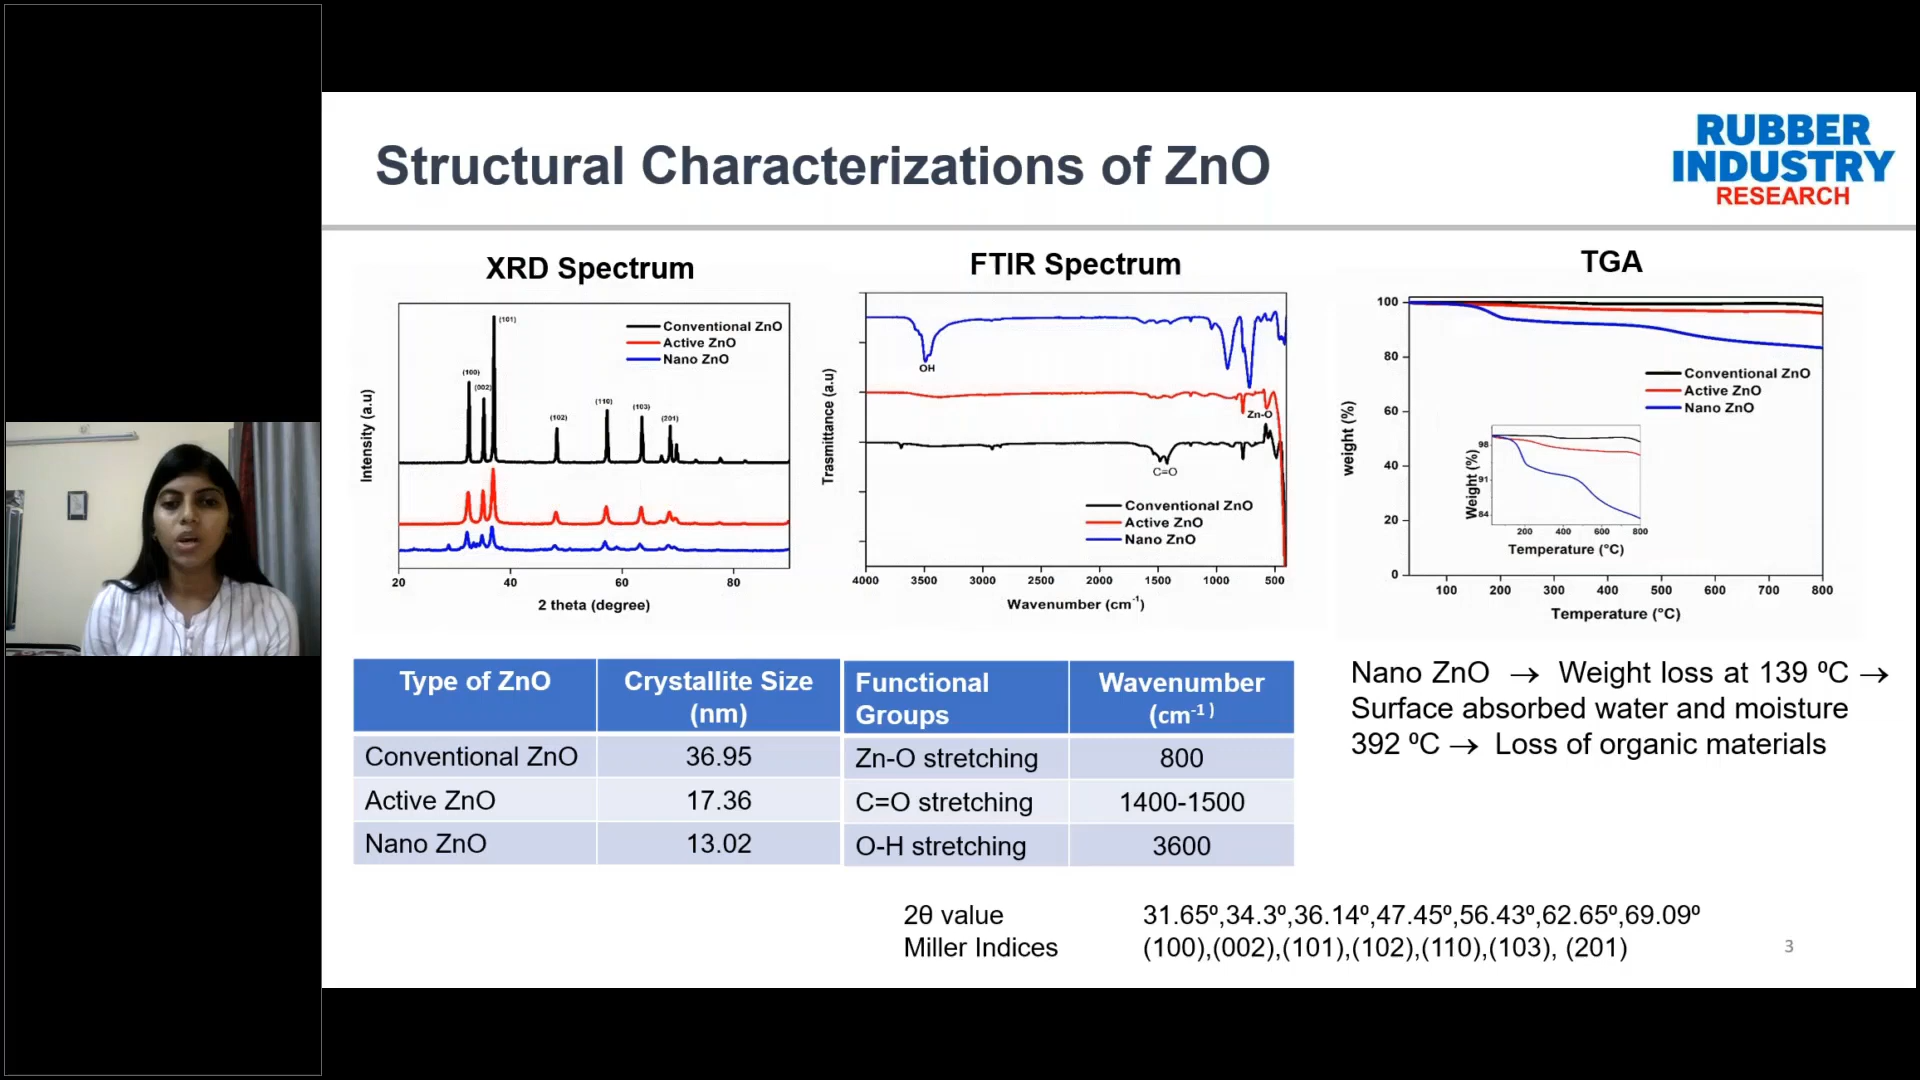 Structural Characterizations of ZnO
RUBBER
INDUSTRY
RESEARCH
XRD Spectrum
Intensity (a.u)
(100)
(002)
(101)
(102)
(110)
(103)
(201)
Conventional ZnO
Active ZnO
Nano ZnO
20 40 60 80
2 theta (degree)
FTIR Spectrum
Trasmittance (a.u)
OH
Zn-O
C=O
Conventional ZnO
Active ZnO
Nano ZnO
4000 3500 3000 2500 2000 1500 1000 500
Wavenumber (cm⁻¹)
TGA
weight (%)
100
80
60
40
20
0
Conventional ZnO
Active ZnO
Nano ZnO
Weight (%)
98
91
84
200 400 600 800
Temperature (°C)
100 200 300 400 500 600 700 800
Temperature (°C)
Type of ZnO Crystallite Size
(nm)
Conventional ZnO 36.95
Active ZnO 17.36
Nano ZnO 13.02
Functional Wavenumber
Groups (cm⁻¹ ⁾
Zn-O stretching 800
C=O stretching 1400-1500
O-H stretching 3600
Nano ZnO → Weight loss at 139 ºC →
Surface absorbed water and moisture
392 ºC → Loss of organic materials
2θ value 31.65º,34.3º,36.14º,47.45º,56.43º,62.65º,69.09º
Miller Indices (100),(002),(101),(102),(110),(103), (201)
3